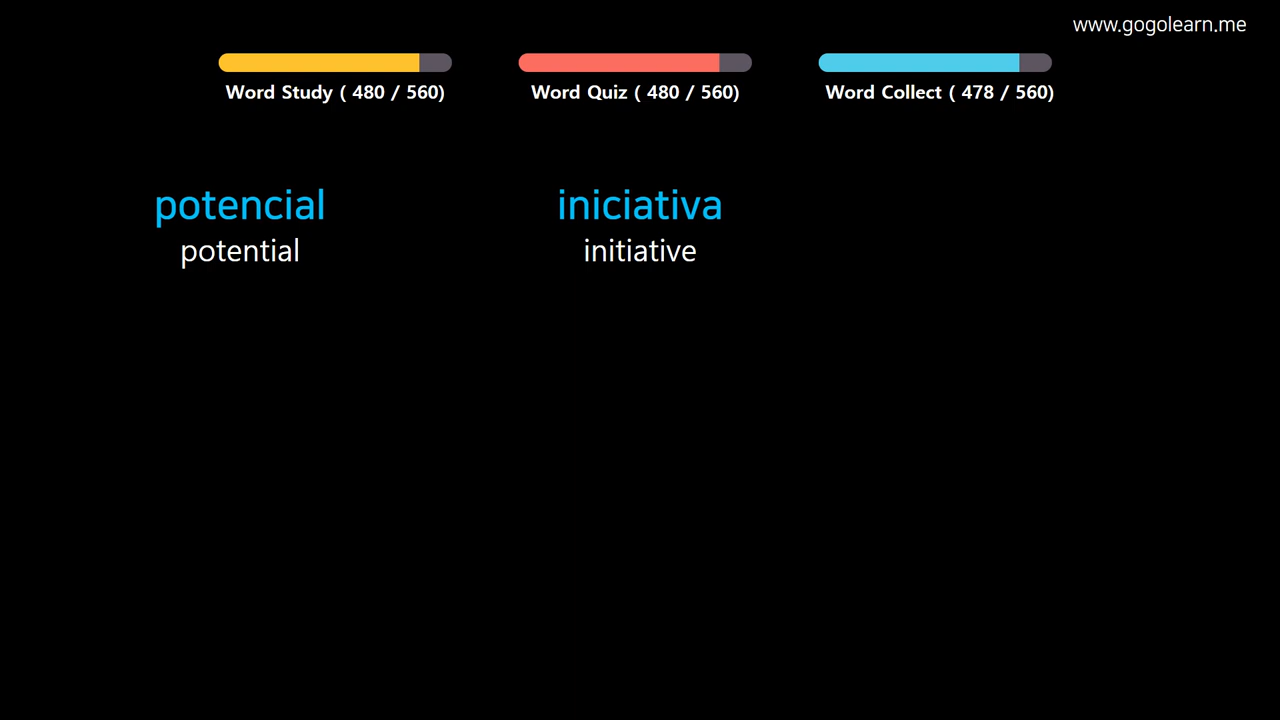 www.gogolearn.me
Word Study ( 480 / 560)
Word Quiz ( 480 / 560)
Word Collect ( 478 / 560)
potencial
potential
iniciativa
initiative